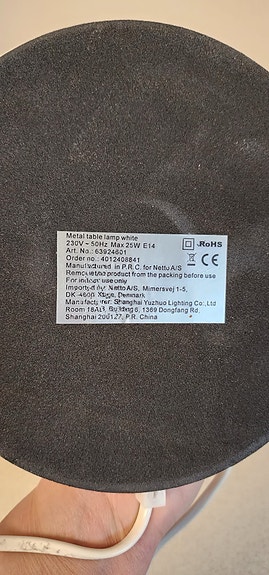 Metal table lamp white
230V ~ 50Hz Max 25W E14
Art. No.: 63924601
Order no.: 4012408841
RoHS
CE
Manufactured in P.R.C. for Netto A/S
Remove the product from the packing before use
For indoor use only
Imported by: Netto A/S, Mimersvej 1-5,
DK-4600 Køge, Denmark
Manufacturer: Shanghai Yuzhuo Lighting Co.,Ltd
Room 18A1, Building 6, 1369 Dongfang Rd,
Shanghai 200127, P.R. China